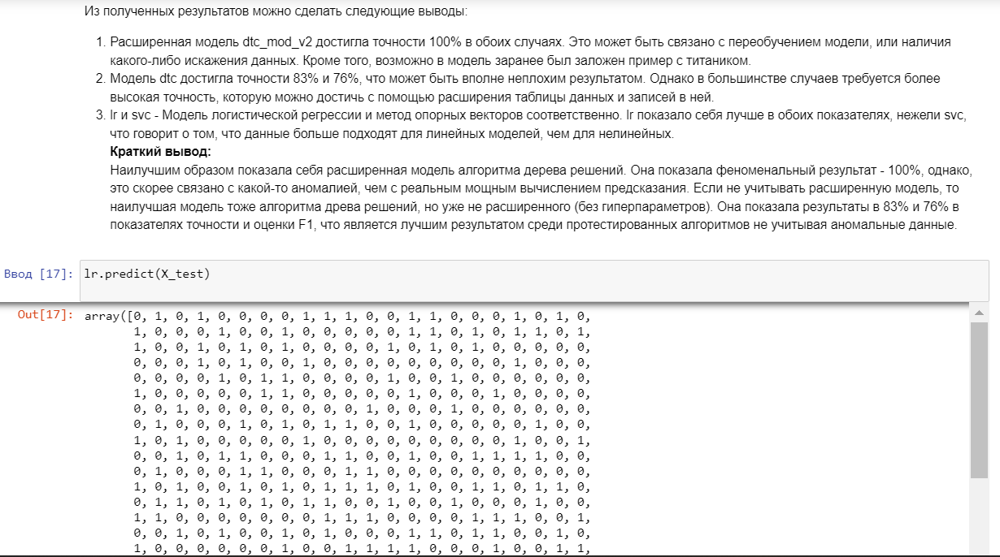 Из полученных результатов можно сделать следующие выводы:
1. Расширенная модель dtc_mod_v2 достигла точности 100% в обоих случаях. Это может быть связано с переобучением модели, или наличия
какого-либо искажения данных. Кроме того, возможно в модель заранее был заложен пример с титаником.
2. Модель dtc достигла точности 83% и 76%, что может быть вполне неплохим результатом. Однако в большинстве случаев требуется более
высокая точность, которую можно достичь с помощью расширения таблицы данных и записей в ней.
3. lr и svc - Модель логистической регрессии и метод опорных векторов соответственно. lr показало себя лучше в обоих показателях, нежели svc,
что говорит о том, что данные больше подходят для линейных моделей, чем для нелинейных.
Краткий вывод:
Наилучшим образом показала себя расширенная модель алгоритма дерева решений. Она показала феноменальный результат - 100%, однако,
это скорее связано с какой-то аномалией, чем с реальным мощным вычислением предсказания. Если не учитывать расширенную модель, то
наилучшая модель тоже алгоритма древа решений, но уже не расширенного (без гиперпараметров). Она показала результаты в 83% и 76% в
показателях точности и оценки F1, что является лучшим результатом среди протестированных алгоритмов не учитывая аномальные данные.
Ввод [17]: lr.predict(X_test)
Out[17]: array([0, 1, 0, 1, 0, 0, 0, 0, 1, 1, 1, 0, 0, 1, 1, 0, 0, 0, 1, 0, 1, 0,
1, 0, 0, 0, 1, 0, 0, 1, 0, 0, 0, 0, 0, 1, 1, 0, 1, 0, 1, 1, 0, 1,
1, 0, 0, 1, 0, 1, 0, 1, 0, 0, 0, 0, 1, 0, 1, 0, 1, 0, 0, 0, 0, 0,
0, 0, 0, 1, 0, 1, 0, 0, 1, 0, 0, 0, 0, 0, 0, 0, 0, 0, 1, 0, 0, 0,
0, 0, 0, 0, 1, 0, 1, 1, 0, 0, 0, 0, 1, 0, 0, 1, 0, 0, 0, 0, 0, 0,
1, 0, 0, 0, 0, 0, 1, 1, 0, 0, 0, 0, 0, 1, 0, 0, 0, 1, 0, 0, 0, 0,
0, 0, 1, 0, 0, 0, 0, 0, 0, 0, 0, 1, 0, 0, 0, 1, 0, 0, 0, 0, 0, 0,
0, 1, 0, 0, 0, 1, 0, 1, 0, 1, 1, 0, 0, 1, 0, 0, 0, 0, 0, 1, 0, 0,
1, 0, 1, 0, 0, 0, 0, 0, 1, 0, 0, 0, 0, 0, 0, 0, 0, 0, 1, 0, 0, 1,
0, 0, 1, 0, 1, 1, 0, 0, 0, 1, 1, 0, 0, 1, 0, 0, 1, 1, 1, 1, 0, 0,
0, 1, 0, 0, 0, 1, 1, 0, 0, 0, 1, 1, 0, 0, 0, 0, 0, 0, 0, 0, 0, 0,
1, 0, 1, 0, 0, 1, 0, 1, 0, 1, 1, 1, 0, 1, 0, 0, 1, 1, 0, 1, 1, 0,
0, 1, 1, 0, 1, 0, 1, 0, 1, 1, 0, 0, 1, 0, 0, 1, 0, 0, 0, 1, 0, 0,
1, 1, 0, 0, 0, 0, 0, 0, 0, 1, 1, 1, 0, 0, 0, 0, 1, 1, 1, 0, 0, 1,
0, 0, 1, 0, 1, 0, 0, 1, 0, 1, 0, 0, 0, 1, 1, 0, 1, 1, 0, 0, 1, 0,
1, 0, 0, 0, 0, 0, 0, 1, 0, 0, 1, 1, 1, 1, 0, 0, 0, 1, 0, 0, 1, 1,